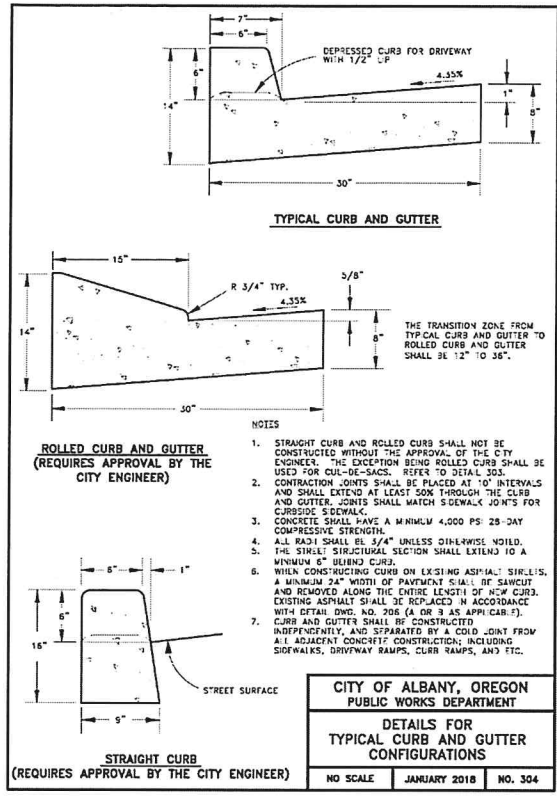 7"
6"
DEPRESSED CURB FOR DRIVEWAY
WITH 1/2" LIP
4.35%
6"
14"
1"
8"
30"
TYPICAL CURB AND GUTTER
15"
R 3/4" TYP.
5/8"
4.35%
14"
8"
30"
THE TRANSITION ZONE FROM
TYPICAL CURB AND GUTTER TO
ROLLED CURB AND GUTTER
SHALL BE 12" TO 36".
ROLLED CURB AND GUTTER
(REQUIRES APPROVAL BY THE
CITY ENGINEER)
NOTES
1. STRAIGHT CURB AND ROLLED CURB SHALL NOT BE
CONSTRUCTED WITHOUT THE APPROVAL OF THE CITY
ENGINEER. THE EXCEPTION BEING ROLLED CURB SHALL BE
USED FOR CUL-DE-SACS. REFER TO DETAIL 303.
2. CONTRACTION JOINTS SHALL BE PLACED AT 10' INTERVALS
AND SHALL EXTEND AT LEAST 50% THROUGH THE CURB
AND GUTTER. JOINTS SHALL MATCH SIDEWALK JOINTS FOR
CURBSIDE SIDEWALK.
3. CONCRETE SHALL HAVE A MINIMUM 4,000 PSI 28-DAY
COMPRESSIVE STRENGTH.
4. ALL RADII SHALL BE 3/4" UNLESS OTHERWISE NOTED.
5. THE STREET STRUCTURAL SECTION SHALL EXTEND TO A
MINIMUM 6" BEHIND CURB.
6. WHEN CONSTRUCTING CURB ON EXISTING ASPHALT STREETS,
A MINIMUM 24" WIDTH OF PAVEMENT SHALL BE SAWCUT
AND REMOVED ALONG THE ENTIRE LENGTH OF NEW CURB.
EXISTING ASPHALT SHALL BE REPLACED IN ACCORDANCE
WITH DETAIL DWG. NO. 206 (A OR B AS APPLICABLE).
7. CURB AND GUTTER SHALL BE CONSTRUCTED
INDEPENDENTLY, AND SEPARATED BY A COLD JOINT FROM
ALL ADJACENT CONCRETE CONSTRUCTION; INCLUDING
SIDEWALKS, DRIVEWAY RAMPS, CURB RAMPS, AND ETC.
6"
1"
6"
16"
STREET SURFACE
9"
STRAIGHT CURB
(REQUIRES APPROVAL BY THE CITY ENGINEER)
CITY OF ALBANY, OREGON
PUBLIC WORKS DEPARTMENT
DETAILS FOR
TYPICAL CURB AND GUTTER
CONFIGURATIONS
NO SCALE
JANUARY 2018
NO. 304